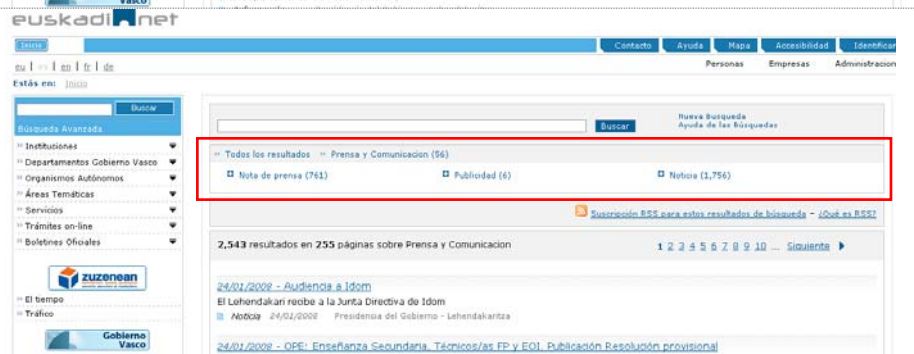 Vasco
euskadi.net
Inicio
Contacto Ayuda Mapa Accesibilidad Identificar
eu | es | en | fr | de
Personas Empresas Administracion
Estás en: Inicio
Buscar
Búsqueda Avanzada
Instituciones
Departamentos Gobierno Vasco
Organismos Autónomos
Áreas Temáticas
Servicios
Trámites on-line
Boletines Oficiales
zuzenean
El tiempo
Tráfico
Gobierno
Vasco
Buscar
Nueva busqueda
Ayuda de las búsquedas
Todos los resultados Prensa y Comunicacion (56)
Nota de prensa (761) Publicidad (6) Noticia (1,756)
Suscripción RSS para estos resultados de búsqueda - ¿Qué es RSS?
2,543 resultados en 255 páginas sobre Prensa y Comunicacion
1 2 3 4 5 6 7 8 9 10 ... Siguiente
24/01/2008 - Audiencia a Idom
El Lehendakari recibe a la Junta Directiva de Idom
Noticia 24/01/2008 Presidencia del Gobierno - Lehendakaritza
24/01/2008 - OPE: Enseñanza Secundaria, Técnicos/as FP y EOI. Publicación Resolución provisional